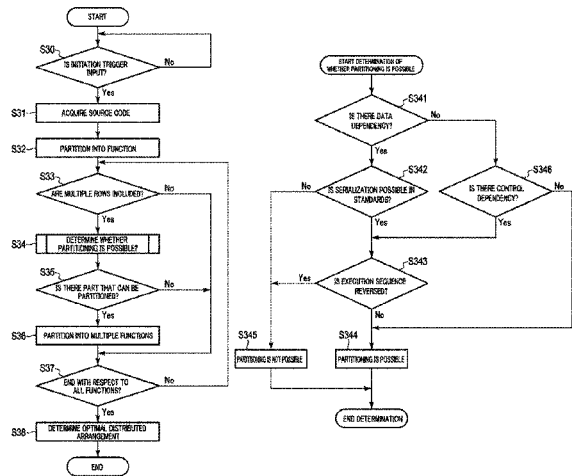 START
S30
IS INITIATION TRIGGER
INPUT?
No
Yes
S31
ACQUIRE SOURCE CODE
S32
PARTITION INTO FUNCTION
S33
ARE MULTIPLE ROWS INCLUDED?
No
Yes
S34
DETERMINE WHETHER
PARTITIONING IS POSSIBLE?
S35
IS THERE PART THAT CAN BE
PARTITIONED?
No
Yes
S36
PARTITION INTO MULTIPLE FUNCTIONS
S37
END WITH RESPECT TO
ALL FUNCTIONS?
No
Yes
S38
DETERMINE OPTIMAL DISTRIBUTED
ARRANGEMENT
END
START DETERMINATION OF
WHETHER PARTITIONING IS POSSIBLE
S341
IS THERE DATA
DEPENDENCY?
No
Yes
S342
No
IS SERIALIZATION POSSIBLE IN
STANDARDS?
Yes
S346
IS THERE CONTROL
DEPENDENCY?
No
Yes
S343
Yes
IS EXECUTION SEQUENCE
REVERSED?
No
S345
PARTITIONING IS NOT POSSIBLE
S344
PARTITIONING IS POSSIBLE
END DETERMINATION